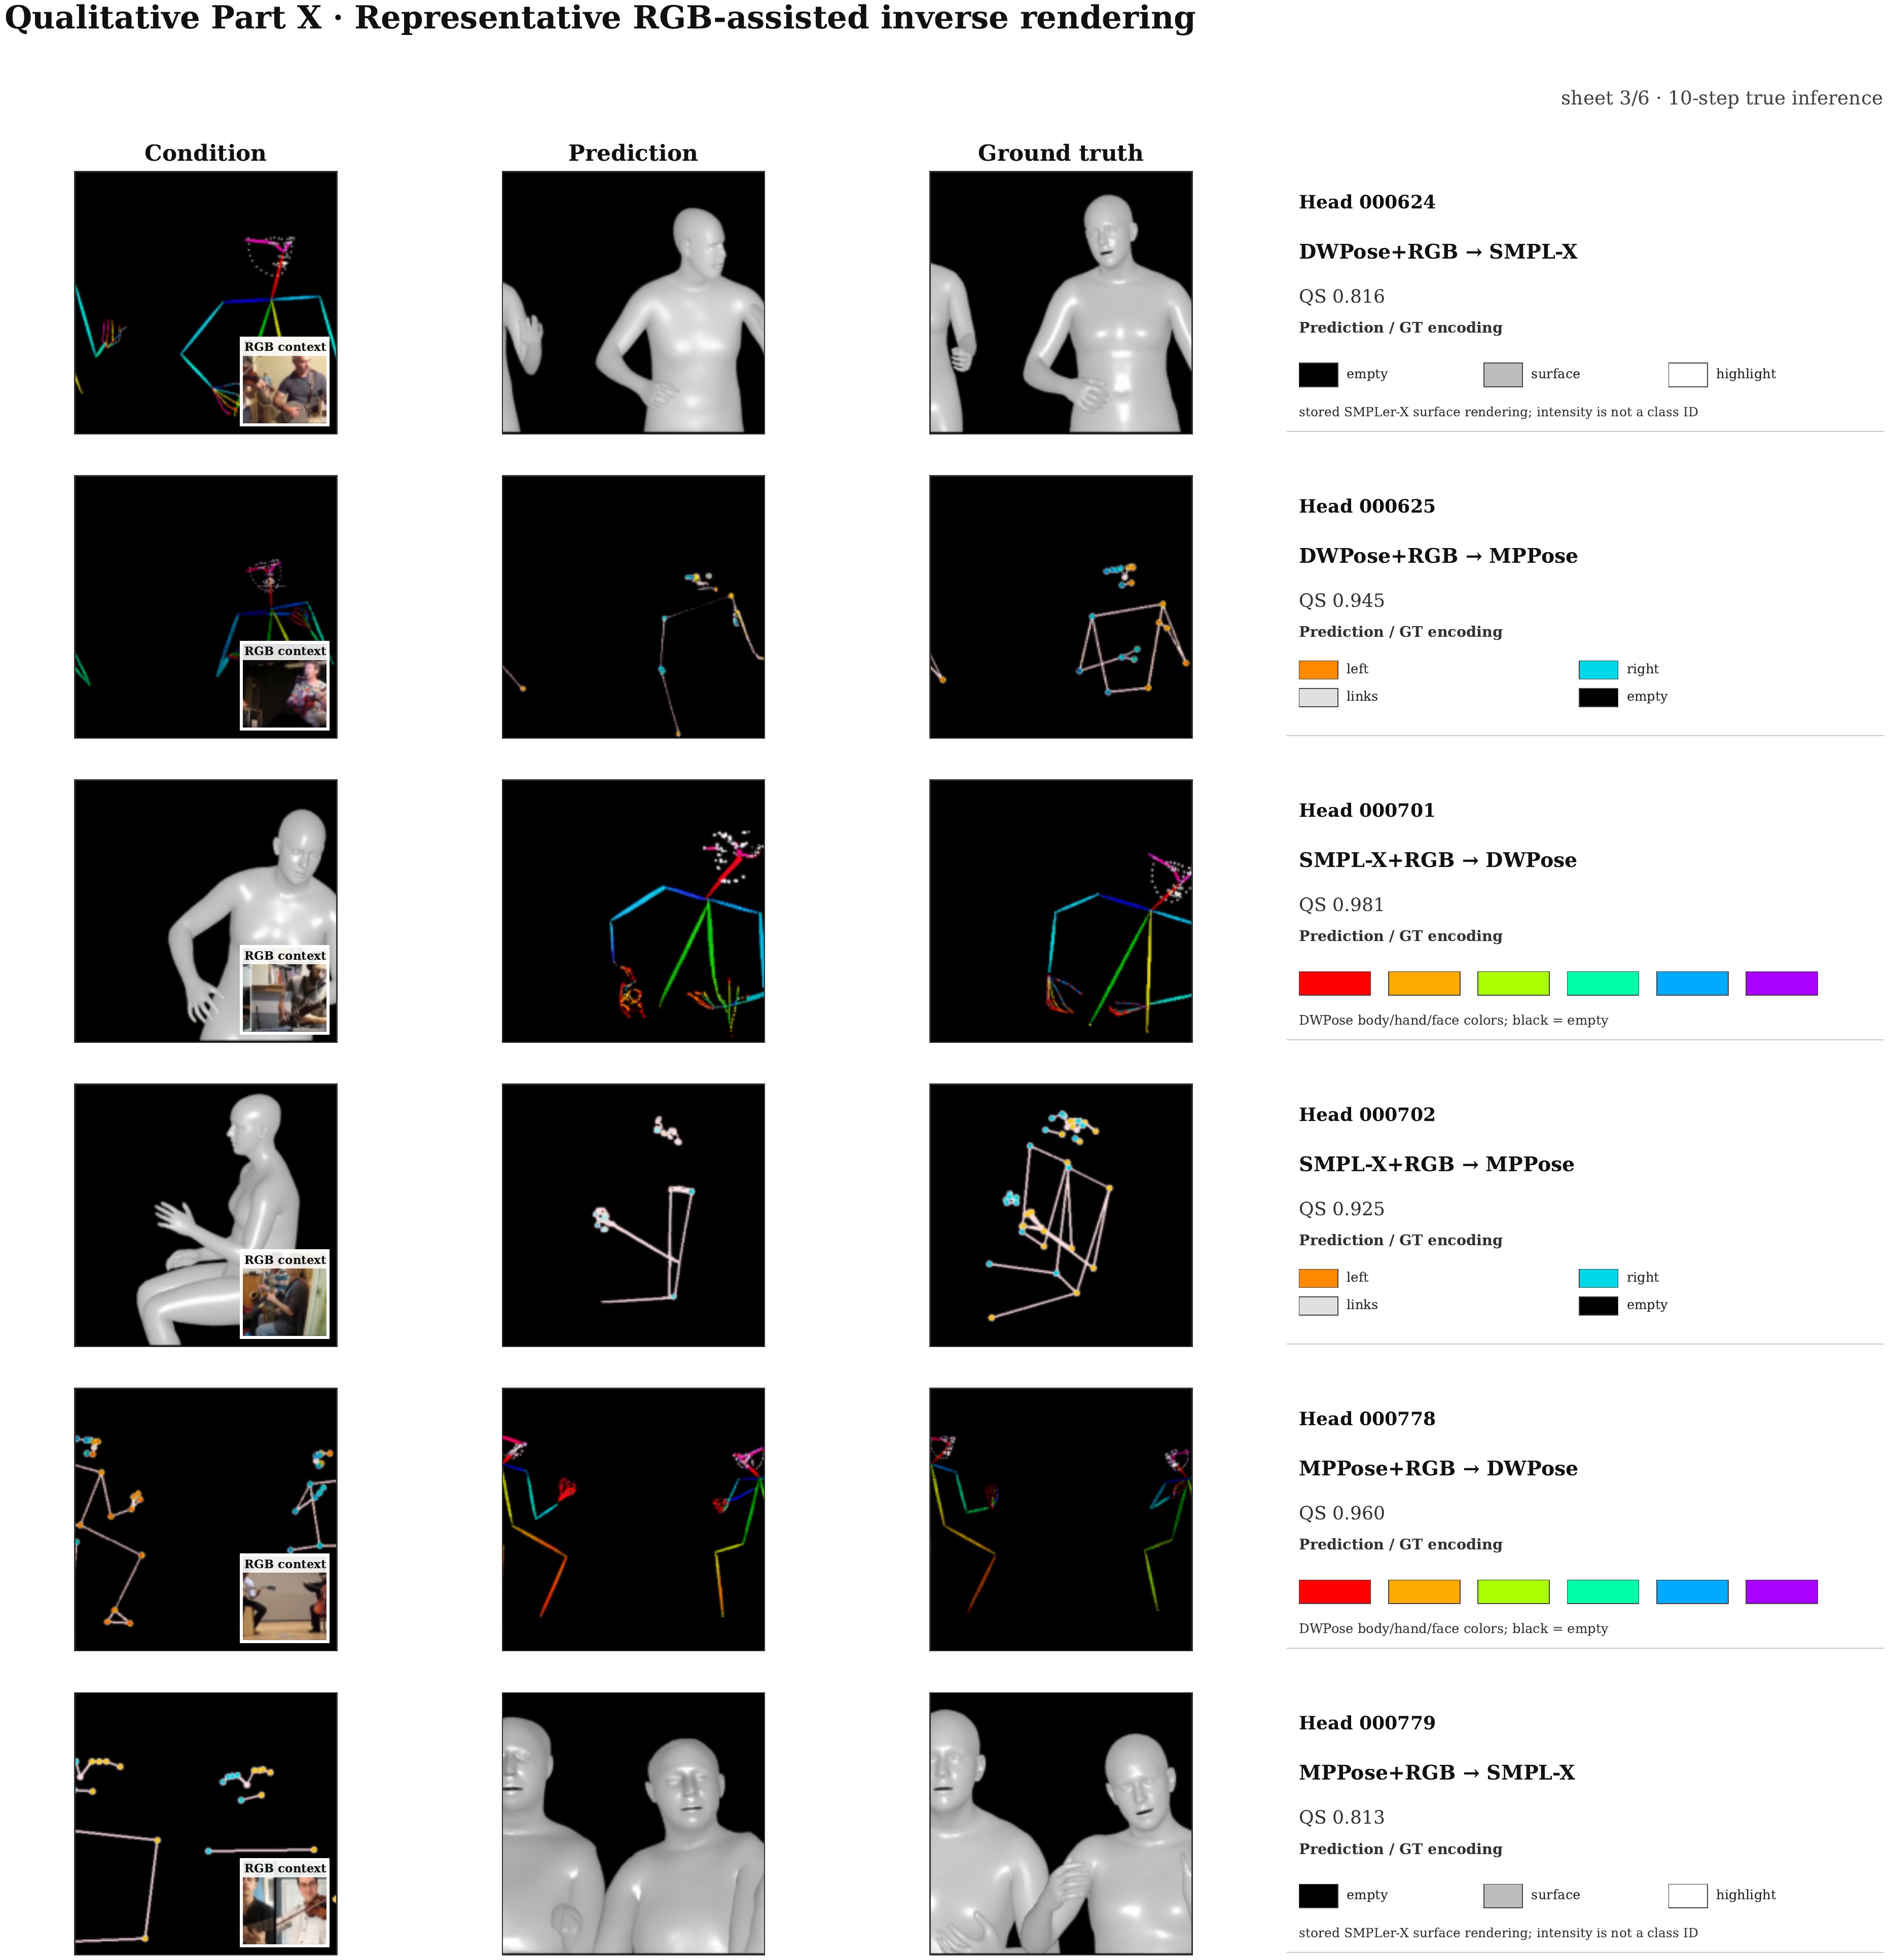 Qualitative Part X · Representative RGB-assisted inverse rendering
sheet 3/6 · 10-step true inference
Condition
Prediction
Ground truth
RGB context
Head 000624
DWPose+RGB → SMPL-X
QS 0.816
Prediction / GT encoding
empty
surface
highlight
stored SMPLer-X surface rendering; intensity is not a class ID
RGB context
Head 000625
DWPose+RGB → MPPose
QS 0.945
Prediction / GT encoding
left
right
links
empty
RGB context
Head 000701
SMPL-X+RGB → DWPose
QS 0.981
Prediction / GT encoding
DWPose body/hand/face colors; black = empty
RGB context
Head 000702
SMPL-X+RGB → MPPose
QS 0.925
Prediction / GT encoding
left
right
links
empty
RGB context
Head 000778
MPPose+RGB → DWPose
QS 0.960
Prediction / GT encoding
DWPose body/hand/face colors; black = empty
RGB context
Head 000779
MPPose+RGB → SMPL-X
QS 0.813
Prediction / GT encoding
empty
surface
highlight
stored SMPLer-X surface rendering; intensity is not a class ID